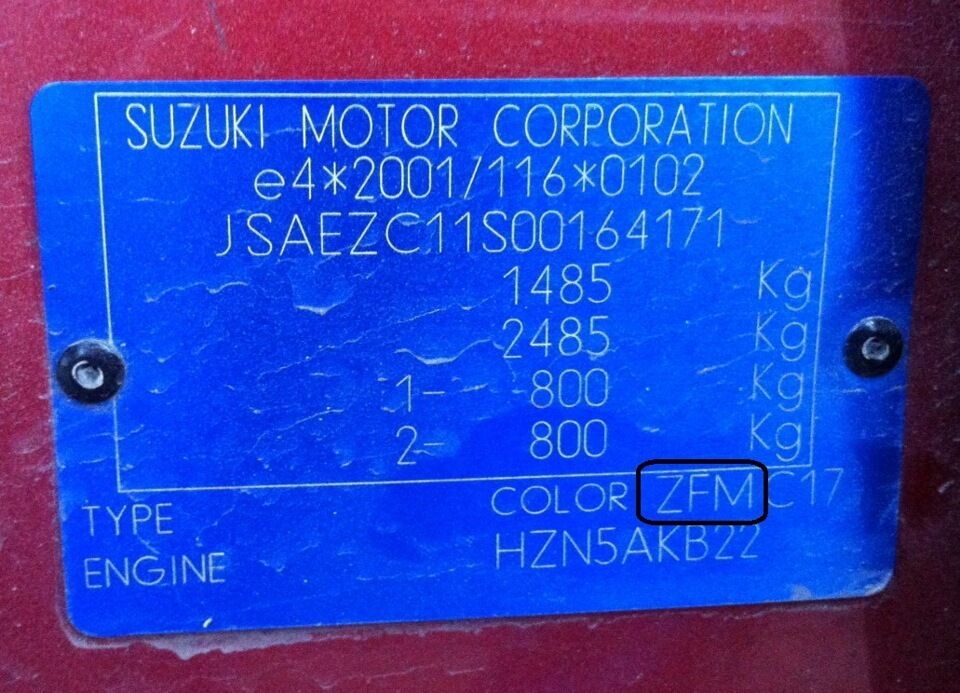 SUZUKI MOTOR CORPORATION
e4*2001/116*0102
JSAEZC11S00164171
1485 Kg
2485 Kg
1- 800 Kg
2- 800 Kg
TYPE COLOR ZFM C17
ENGINE HZN5AKB22